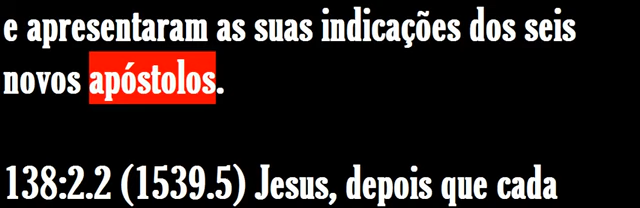 e apresentaram as suas indicações dos seis
novos apóstolos.
138:2.2 (1539.5) Jesus, depois que cada